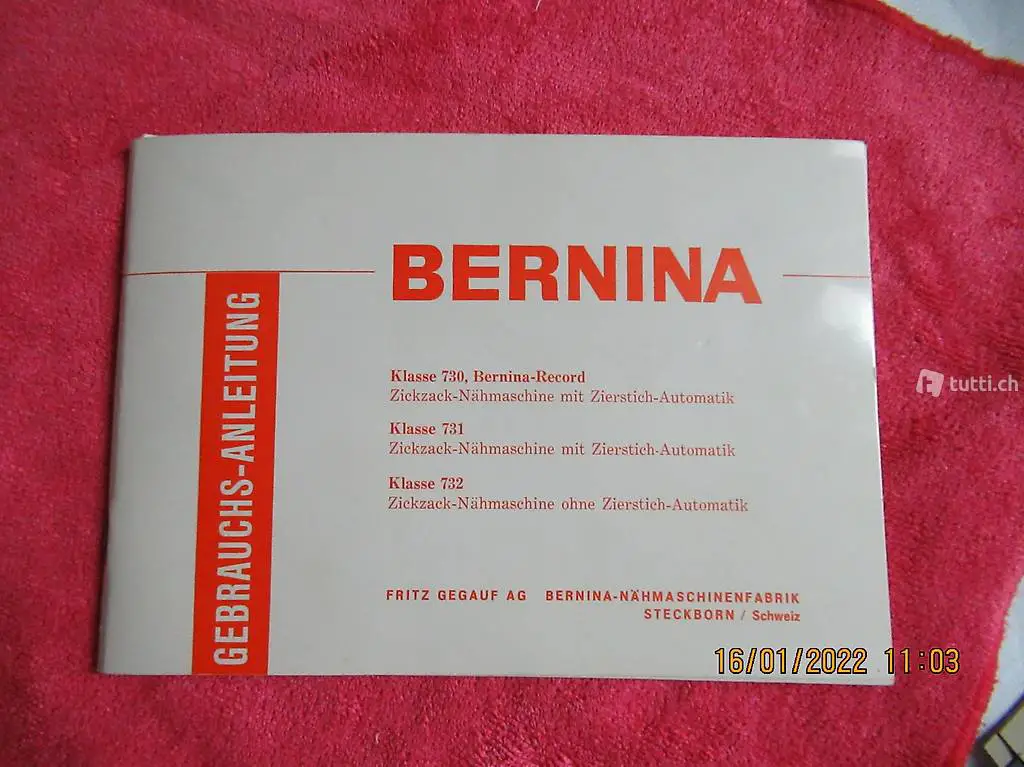 BERNINA
GEBRAUCHS-ANLEITUNG
Klasse 730, Bernina-Record
Zickzack-Nähmaschine mit Zierstich-Automatik
Klasse 731
Zickzack-Nähmaschine mit Zierstich-Automatik
Klasse 732
Zickzack-Nähmaschine ohne Zierstich-Automatik
FRITZ GEGAUF AG BERNINA-NÄHMASCHINENFABRIK
STECKBORN / Schweiz
tutti.ch
16/01/2022 11:03